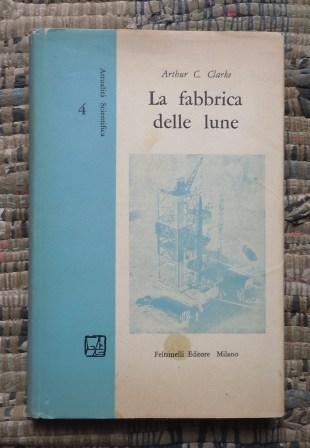 Arthur C. Clarke
La fabbrica
delle lune
Attualità Scientifica
4
Feltrinelli Editore Milano